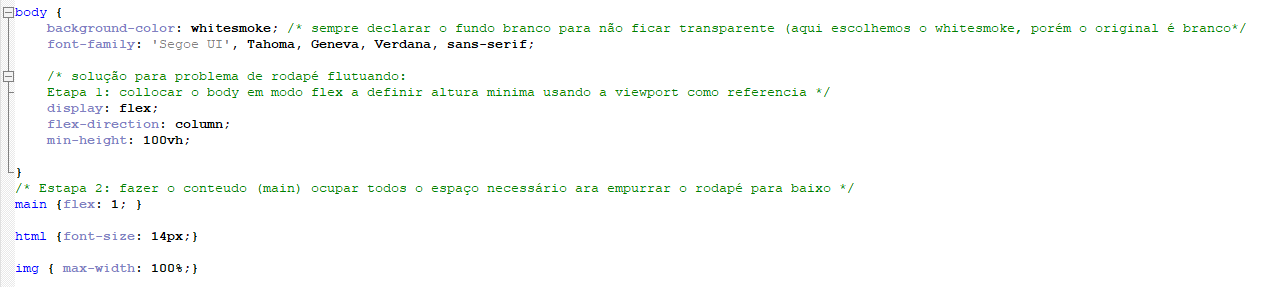 body {
background-color: whitesmoke; /* sempre declarar o fundo branco para não ficar transparente (aqui escolhemos o whitesmoke, porém o original é branco*/
font-family: 'Segoe UI', Tahoma, Geneva, Verdana, sans-serif;
/* solução para problema de rodapé flutuando:
Etapa 1: collocar o body em modo flex a definir altura minima usando a viewport como referencia */
display: flex;
flex-direction: column;
min-height: 100vh;
}
/* Estapa 2: fazer o conteudo (main) ocupar todos o espaço necessário ara empurrar o rodapé para baixo */
main {flex: 1; }
html {font-size: 14px;}
img { max-width: 100%;}